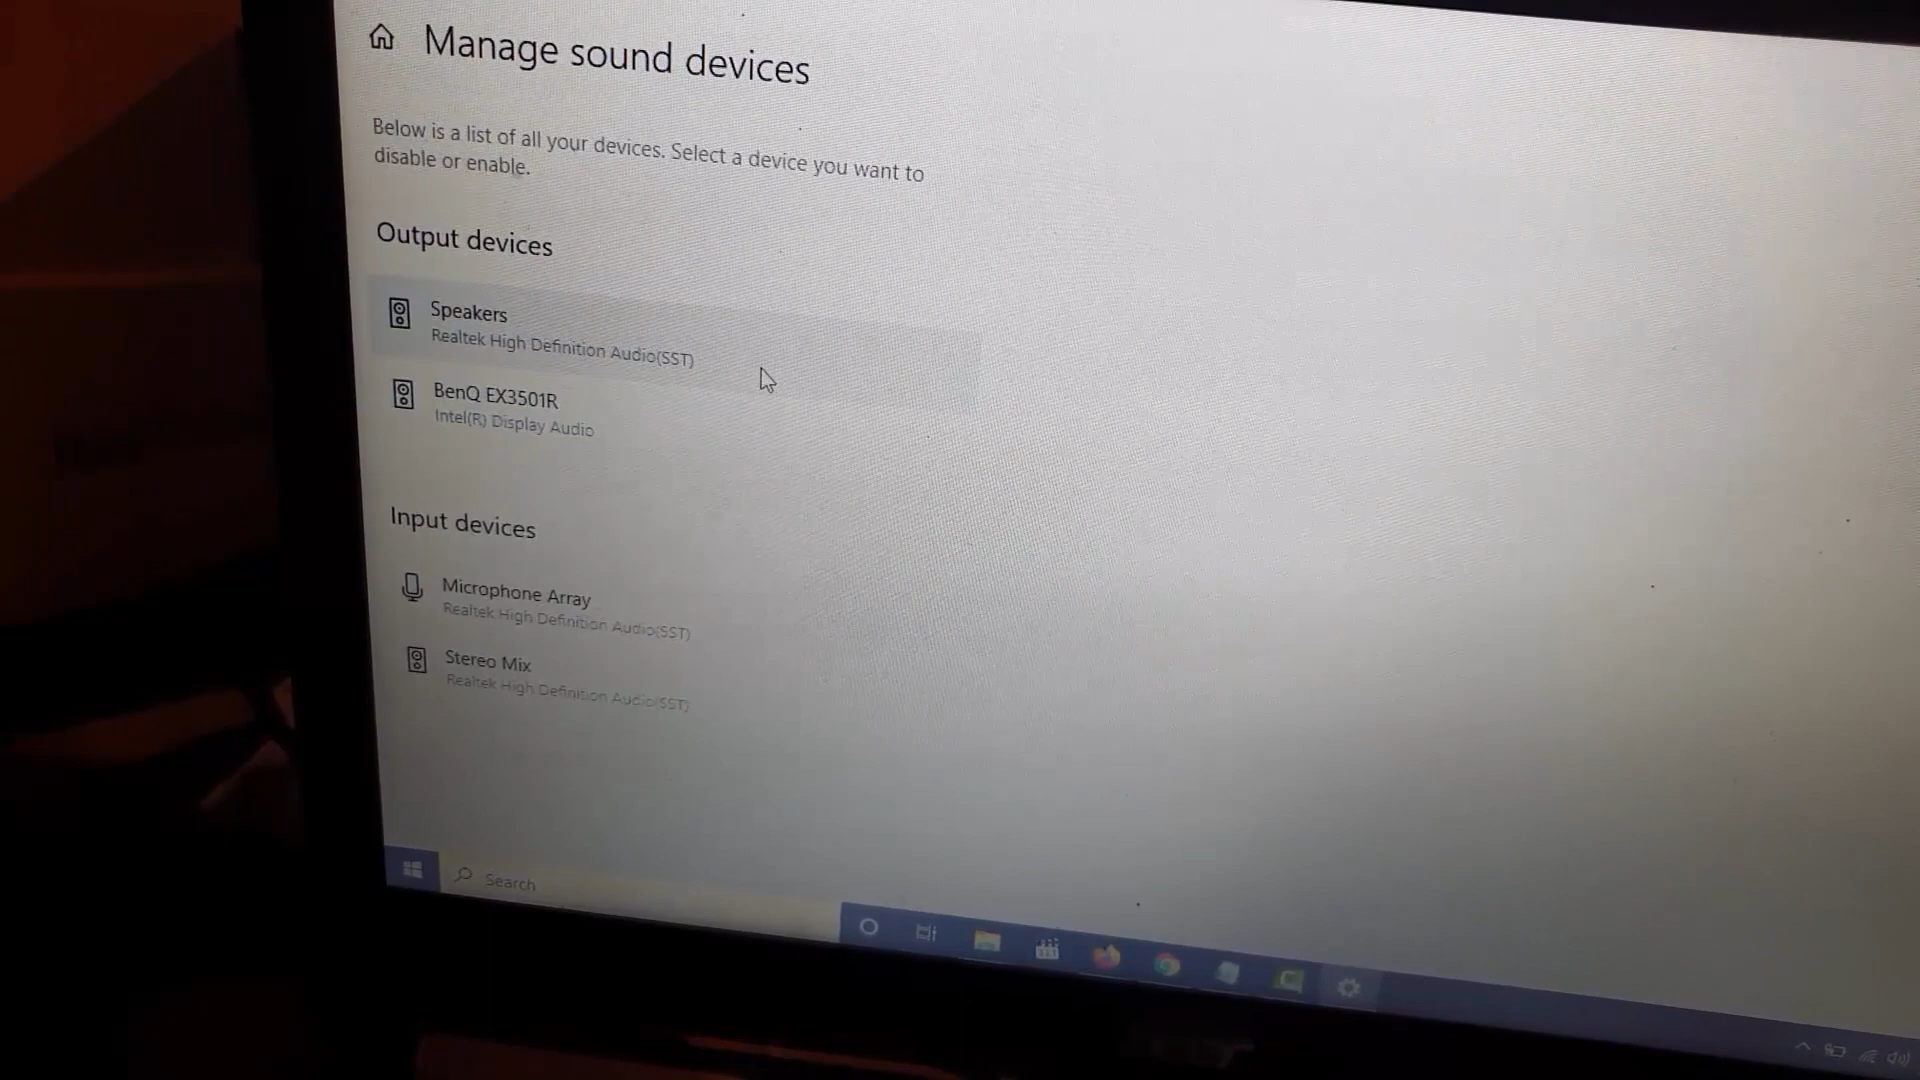 Manage sound devices
Below is a list of all your devices. Select a device you want to
disable or enable.
Output devices
Speakers
Realtek High Definition Audio(SST)
BenQ EX3501R
Intel(R) Display Audio
Input devices
Microphone Array
Realtek High Definition Audio(SST)
Stereo Mix
Realtek High Definition Audio(SST)
Search